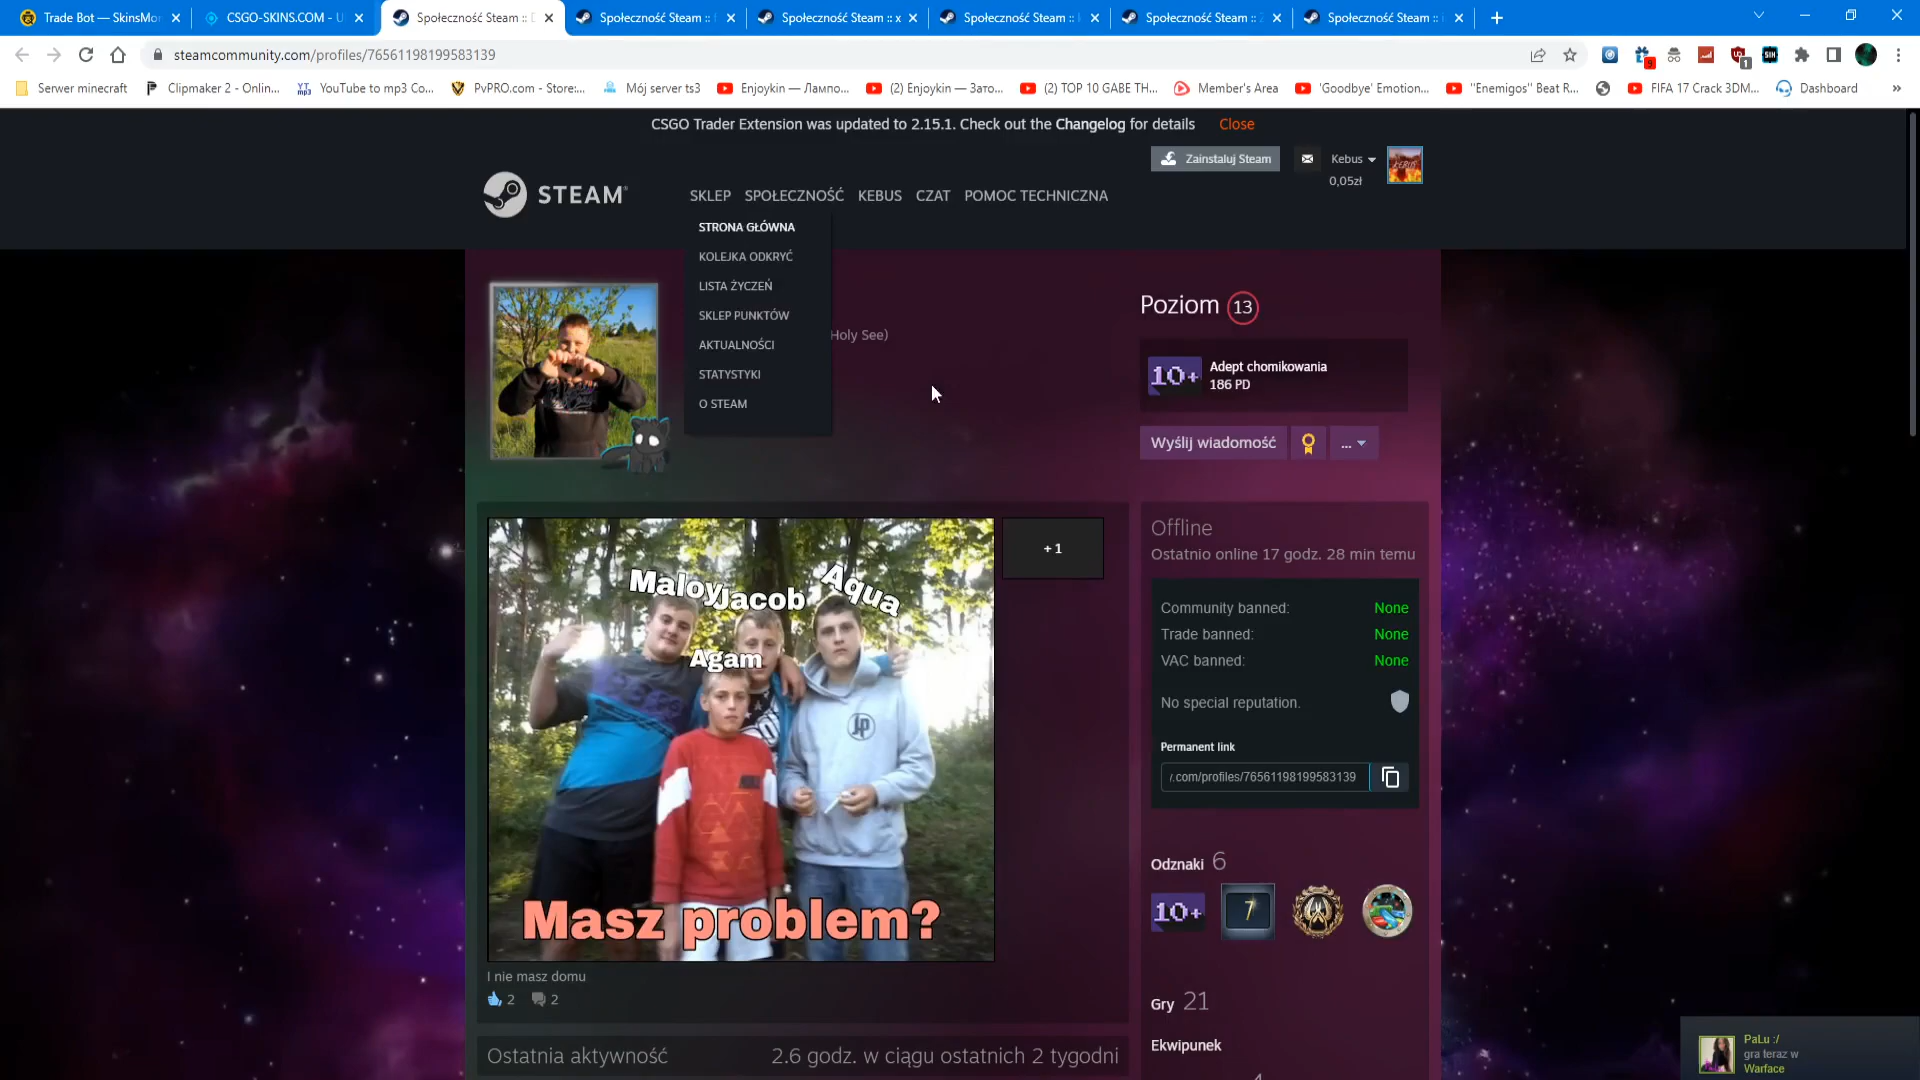 Trade Bot — SkinsMo
CSGO-SKINS.COM - U
Społeczność Steam :: D
Społeczność Steam :: f
Społeczność Steam :: x
Społeczność Steam ::
Społeczność Steam :: 2
Społeczność Steam ::
steamcommunity.com/profiles/76561198199583139
9
1
SIH
Serwer minecraft
Clipmaker 2 - Onlin...
YouTube to mp3 Co...
PvPRO.com - Store:...
Mój server ts3
Enjoykin — Лампо...
(2) Enjoykin — Зато...
(2) TOP 10 GABE TH...
Member's Area
'Goodbye' Emotion...
"Enemigos" Beat R...
FIFA 17 Crack 3DM...
Dashboard
»
CSGO Trader Extension was updated to 2.15.1. Check out the Changelog for details Close
Zainstaluj Steam
Kebus
0,05zł
STEAM
SKLEP SPOŁECZNOŚĆ KEBUS CZAT POMOC TECHNICZNA
STRONA GŁÓWNA
KOLEJKA ODKRYĆ
LISTA ŻYCZEŃ
SKLEP PUNKTÓW
AKTUALNOŚCI
STATYSTYKI
O STEAM
Holy See)
Poziom 13
10+
Adept chomikowania
186 PD
Wyślij wiadomość
...
Maloy
Jacob
Aqua
Agam
JP
Masz problem?
+ 1
I nie masz domu
2 2
Ostatnia aktywność 2.6 godz. w ciągu ostatnich 2 tygodni
Offline
Ostatnio online 17 godz. 28 min temu
Community banned: None
Trade banned: None
VAC banned: None
No special reputation.
Permanent link
.com/profiles/76561198199583139
Odznaki 6
10+
7
Gry 21
Ekwipunek
PaLu :/
gra teraz w
Warface